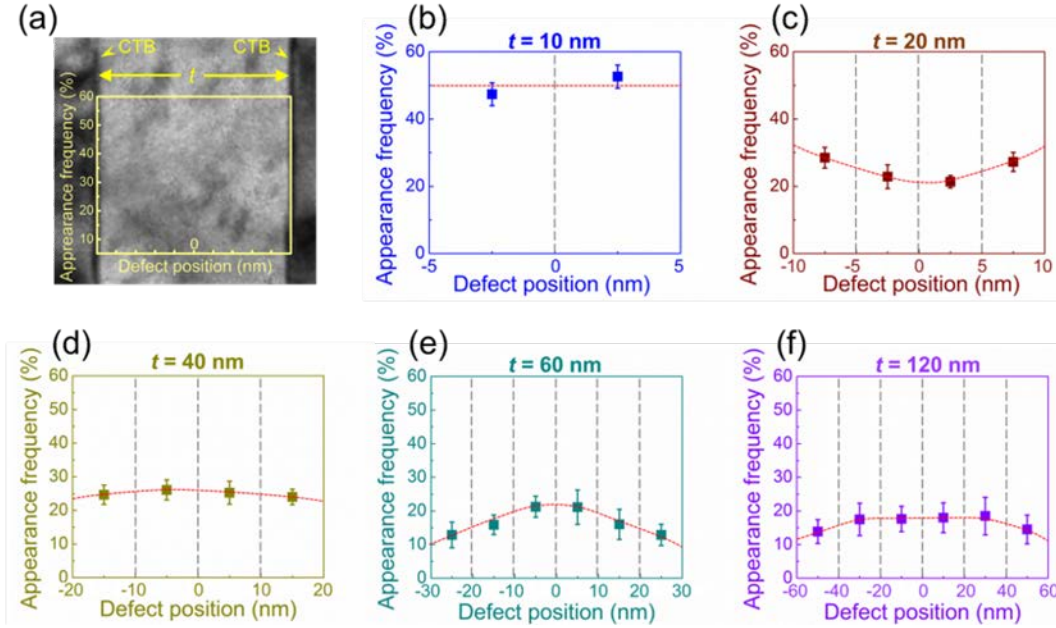 (a)
CTB CTB
t
Apprearance frequency (%)
60
50
40
30
20
10
0
Defect position (nm)
(b)
t = 10 nm
Appearance frequency (%)
60
40
20
0
-5 0 5
Defect position (nm)
(c)
t = 20 nm
Appearance frequency (%)
60
40
20
0
-10 -5 0 5 10
Defect position (nm)
(d)
t = 40 nm
Appearance frequency (%)
60
50
40
30
20
10
0
-20 -10 0 10 20
Defect position (nm)
(e)
t = 60 nm
Appearance frequency (%)
60
50
40
30
20
10
0
-30 -20 -10 0 10 20 30
Defect position (nm)
(f)
t = 120 nm
Appearance frequency (%)
60
50
40
30
20
10
0
-60 -40 -20 0 20 40 60
Defect position (nm)